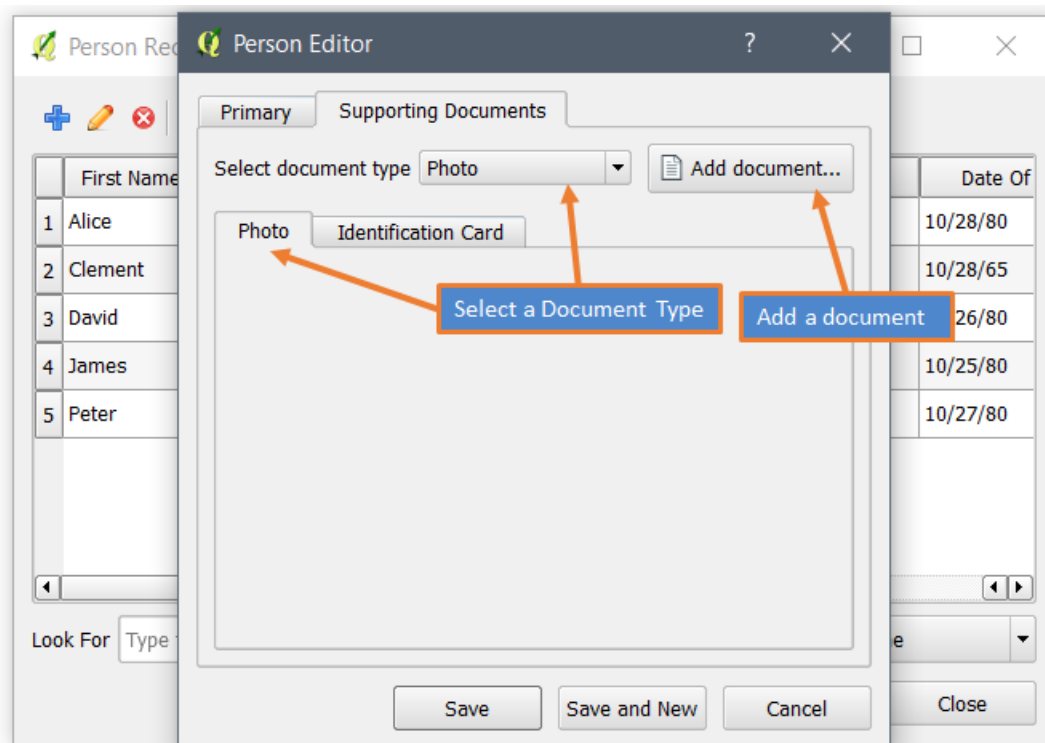 Person Rec
Person Editor
?
Primary
Supporting Documents
Select document type
Photo
Add document...
Photo
Identification Card
Select a Document Type
Add a document
First Name
Date Of
1 Alice 10/28/80
2 Clement 10/28/65
3 David 26/80
4 James 10/25/80
5 Peter 10/27/80
Look For
Type
e
Save
Save and New
Cancel
Close